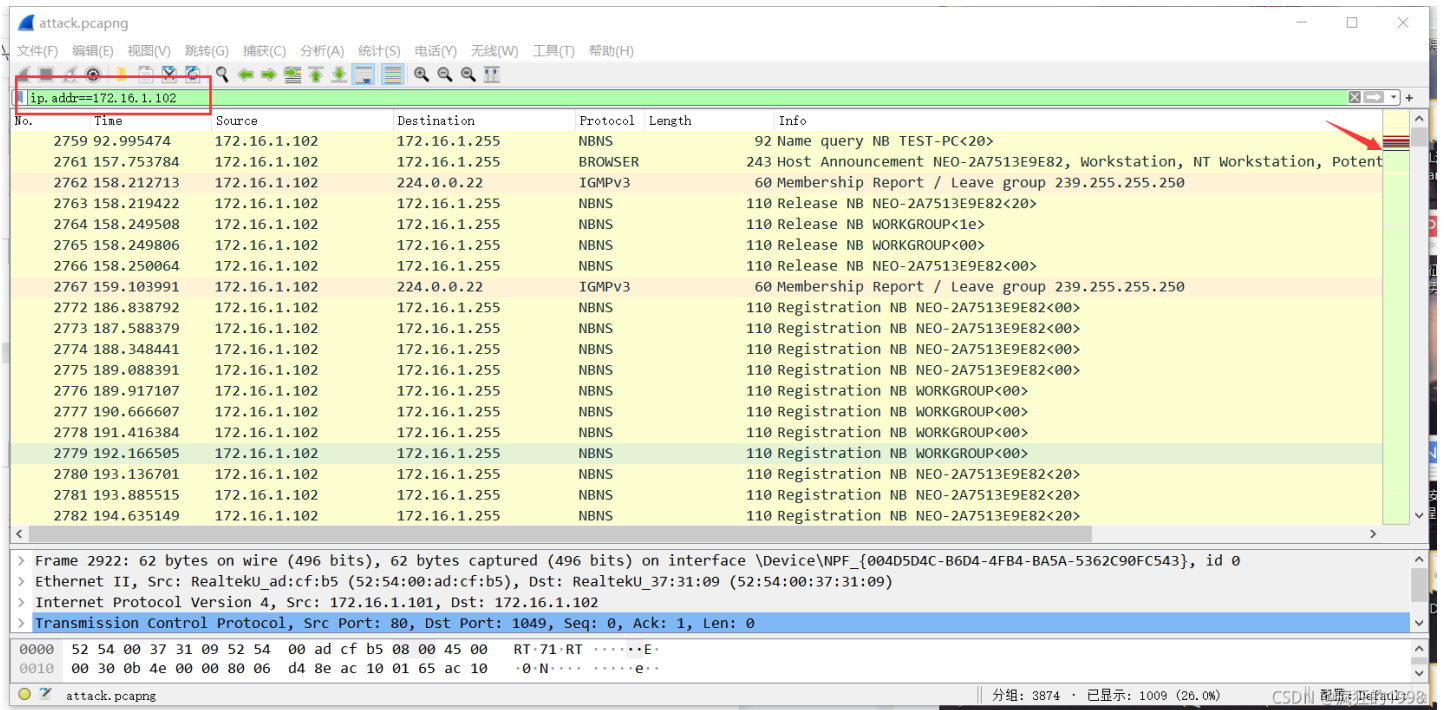 attack.pcapng
文件(F) 编辑(E) 视图(V) 跳转(G) 捕获(C) 分析(A) 统计(S) 电话(Y) 无线(W) 工具(T) 帮助(H)
ip.addr==172.16.1.102
No. Time Source Destination Protocol Length Info
2759 92.995474 172.16.1.102 172.16.1.255 NBNS 92 Name query NB TEST-PC<20>
2761 157.753784 172.16.1.102 172.16.1.255 BROWSER 243 Host Announcement NEO-2A7513E9E82, Workstation, NT Workstation, Potent
2762 158.212713 172.16.1.102 224.0.0.22 IGMPv3 60 Membership Report / Leave group 239.255.255.250
2763 158.219422 172.16.1.102 172.16.1.255 NBNS 110 Release NB NEO-2A7513E9E82<20>
2764 158.249508 172.16.1.102 172.16.1.255 NBNS 110 Release NB WORKGROUP<1e>
2765 158.249806 172.16.1.102 172.16.1.255 NBNS 110 Release NB WORKGROUP<00>
2766 158.250064 172.16.1.102 172.16.1.255 NBNS 110 Release NB NEO-2A7513E9E82<00>
2767 159.103991 172.16.1.102 224.0.0.22 IGMPv3 60 Membership Report / Leave group 239.255.255.250
2772 186.838792 172.16.1.102 172.16.1.255 NBNS 110 Registration NB NEO-2A7513E9E82<00>
2773 187.588379 172.16.1.102 172.16.1.255 NBNS 110 Registration NB NEO-2A7513E9E82<00>
2774 188.348441 172.16.1.102 172.16.1.255 NBNS 110 Registration NB NEO-2A7513E9E82<00>
2775 189.088391 172.16.1.102 172.16.1.255 NBNS 110 Registration NB NEO-2A7513E9E82<00>
2776 189.917107 172.16.1.102 172.16.1.255 NBNS 110 Registration NB WORKGROUP<00>
2777 190.666607 172.16.1.102 172.16.1.255 NBNS 110 Registration NB WORKGROUP<00>
2778 191.416384 172.16.1.102 172.16.1.255 NBNS 110 Registration NB WORKGROUP<00>
2779 192.166505 172.16.1.102 172.16.1.255 NBNS 110 Registration NB WORKGROUP<00>
2780 193.136701 172.16.1.102 172.16.1.255 NBNS 110 Registration NB NEO-2A7513E9E82<20>
2781 193.885515 172.16.1.102 172.16.1.255 NBNS 110 Registration NB NEO-2A7513E9E82<20>
2782 194.635149 172.16.1.102 172.16.1.255 NBNS 110 Registration NB NEO-2A7513E9E82<20>
Frame 2922: 62 bytes on wire (496 bits), 62 bytes captured (496 bits) on interface \Device\NPF_{004D5D4C-B6D4-4FB4-BA5A-5362C90FC543}, id 0
Ethernet II, Src: RealtekU_ad:cf:b5 (52:54:00:ad:cf:b5), Dst: RealtekU_37:31:09 (52:54:00:37:31:09)
Internet Protocol Version 4, Src: 172.16.1.101, Dst: 172.16.1.102
Transmission Control Protocol, Src Port: 80, Dst Port: 1049, Seq: 0, Ack: 1, Len: 0
0000 52 54 00 37 31 09 52 54 00 ad cf b5 08 00 45 00 RT·71·RT ······E·
0010 00 30 0b 4e 00 00 80 06 d4 8e ac 10 01 65 ac 10 ·0·N···· ·····e··
attack.pcapng 分组: 3874 · 已显示: 1009 (26.0%) 配置: Default
CSDN @疯狂的1998